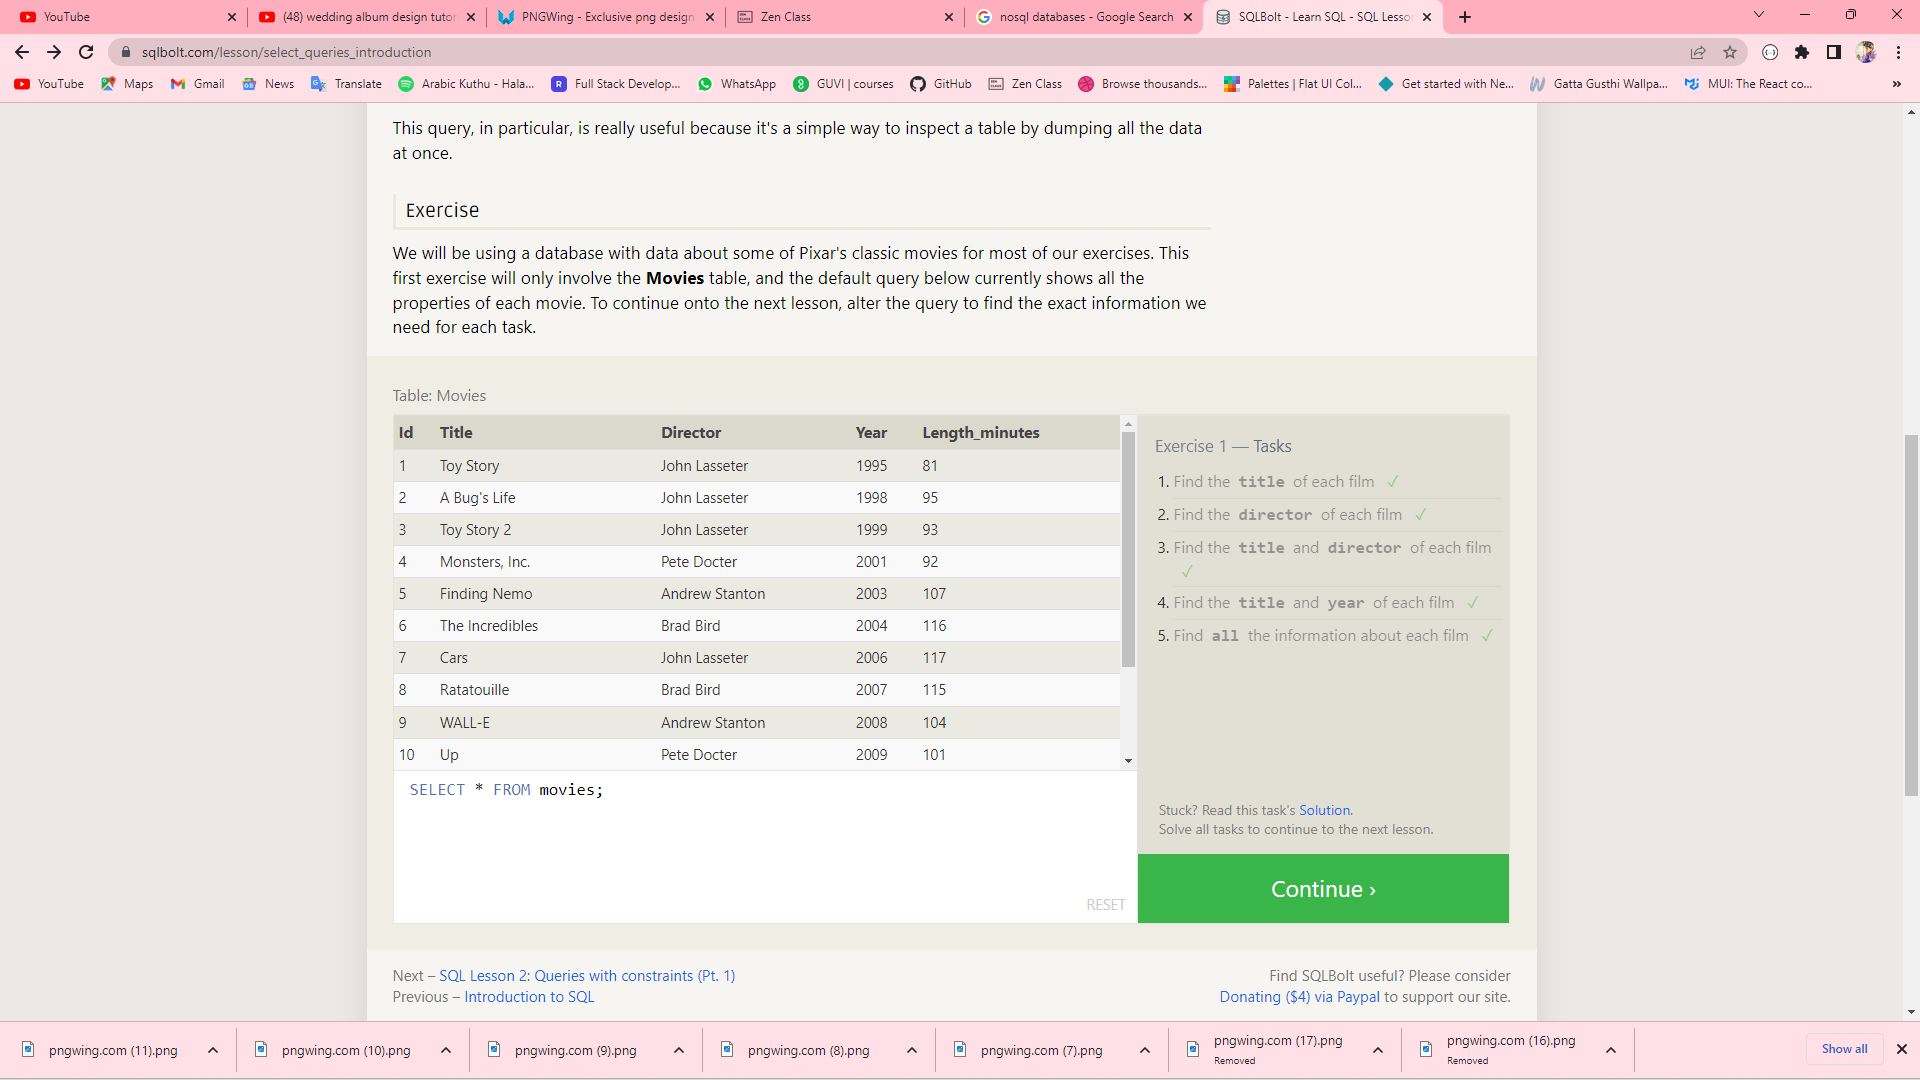 YouTube
(48) wedding album design tutor
PNGWing - Exclusive png design
Zen Class
nosql databases - Google Search
SQLBolt - Learn SQL - SQL Lesso
sqlbolt.com/lesson/select_queries_introduction
YouTube
Maps
Gmail
News
Translate
Arabic Kuthu - Hala...
Full Stack Develop...
WhatsApp
GUVI | courses
GitHub
Zen Class
Browse thousands...
Palettes | Flat UI Col...
Get started with Ne...
Gatta Gusthi Wallpa...
MUI: The React co...
»
This query, in particular, is really useful because it's a simple way to inspect a table by dumping all the data
at once.
Exercise
We will be using a database with data about some of Pixar's classic movies for most of our exercises. This
first exercise will only involve the Movies table, and the default query below currently shows all the
properties of each movie. To continue onto the next lesson, alter the query to find the exact information we
need for each task.
Table: Movies
Id Title Director Year Length_minutes
1 Toy Story John Lasseter 1995 81
2 A Bug's Life John Lasseter 1998 95
3 Toy Story 2 John Lasseter 1999 93
4 Monsters, Inc. Pete Docter 2001 92
5 Finding Nemo Andrew Stanton 2003 107
6 The Incredibles Brad Bird 2004 116
7 Cars John Lasseter 2006 117
8 Ratatouille Brad Bird 2007 115
9 WALL-E Andrew Stanton 2008 104
10 Up Pete Docter 2009 101
SELECT * FROM movies;
RESET
Exercise 1 — Tasks
1. Find the title of each film ✓
2. Find the director of each film ✓
3. Find the title and director of each film
✓
4. Find the title and year of each film ✓
5. Find all the information about each film ✓
Stuck? Read this task's Solution.
Solve all tasks to continue to the next lesson.
Continue ›
Next – SQL Lesson 2: Queries with constraints (Pt. 1)
Previous – Introduction to SQL
Find SQLBolt useful? Please consider
Donating ($4) via Paypal to support our site.
pngwing.com (11).png
pngwing.com (10).png
pngwing.com (9).png
pngwing.com (8).png
pngwing.com (7).png
pngwing.com (17).png
Removed
pngwing.com (16).png
Removed
Show all